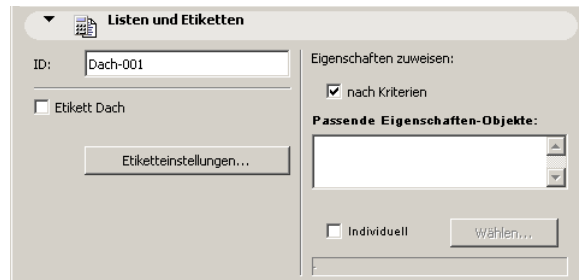 Listen und Etiketten
ID: Dach-001
Etikett Dach
Etiketteinstellungen...
Eigenschaften zuweisen:
nach Kriterien
Passende Eigenschaften-Objekte:
Individuell
Wählen...
-